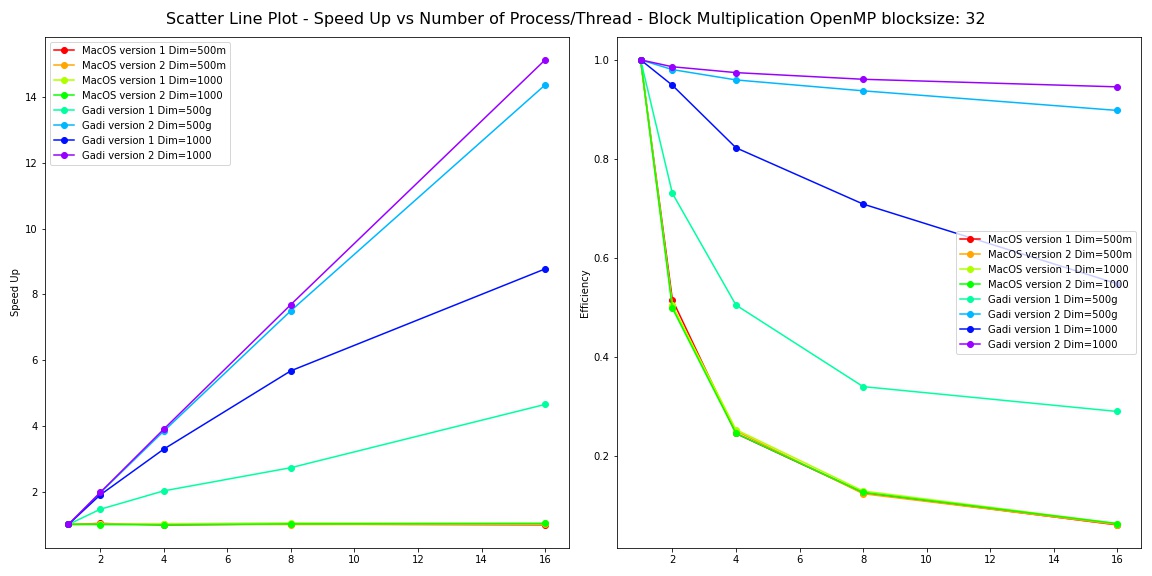 Scatter Line Plot - Speed Up vs Number of Process/Thread - Block Multiplication OpenMP blocksize: 32
MacOS version 1 Dim=500m
MacOS version 2 Dim=500m
MacOS version 1 Dim=1000
MacOS version 2 Dim=1000
Gadi version 1 Dim=500g
Gadi version 2 Dim=500g
Gadi version 1 Dim=1000
Gadi version 2 Dim=1000
Speed Up
14
12
10
8
6
4
2
2 4 6 8 10 12 14 16
Efficiency
1.0
0.8
0.6
0.4
0.2
MacOS version 1 Dim=500m
MacOS version 2 Dim=500m
MacOS version 1 Dim=1000
MacOS version 2 Dim=1000
Gadi version 1 Dim=500g
Gadi version 2 Dim=500g
Gadi version 1 Dim=1000
Gadi version 2 Dim=1000
2 4 6 8 10 12 14 16